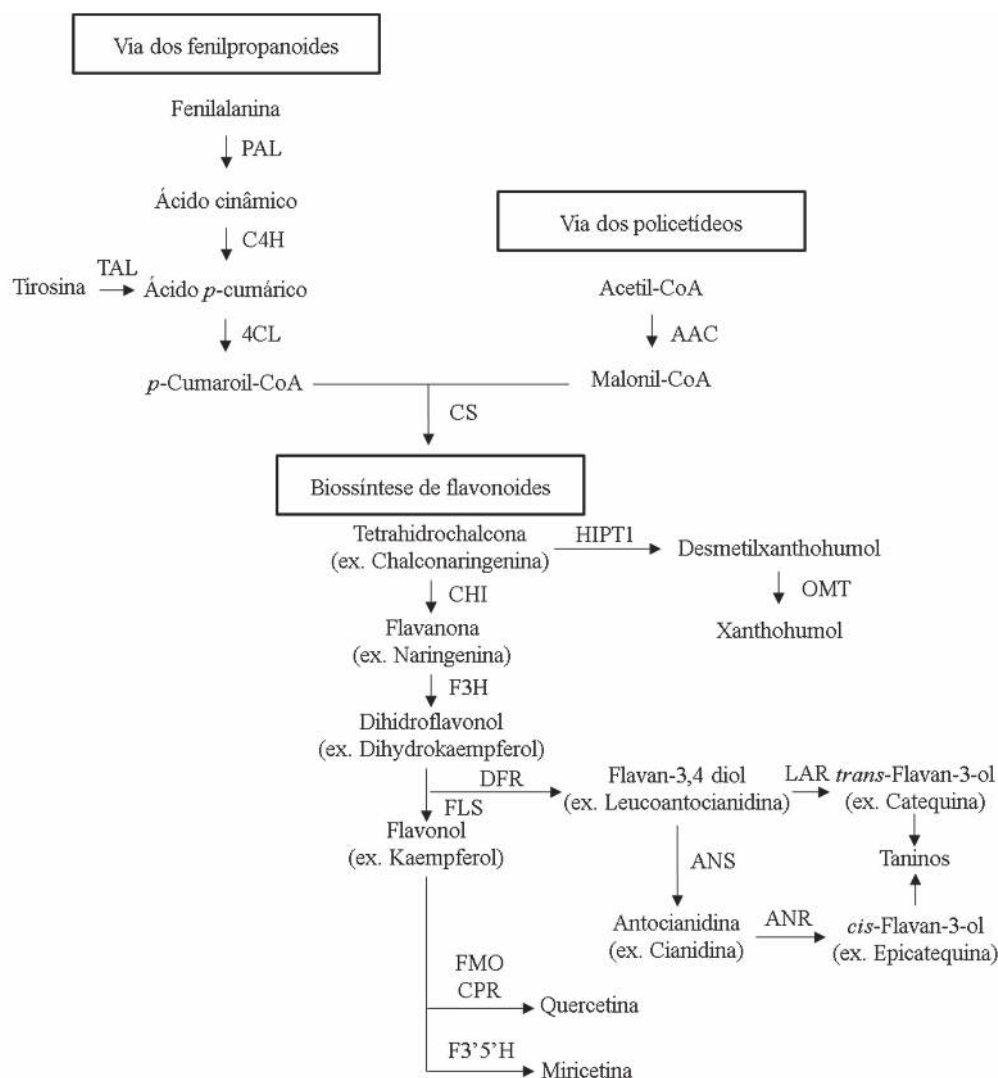 Via dos fenilpropanoides
Fenilalanina
PAL
Ácido cinâmico
C4H
Tirosina
TAL
Ácido p-cumárico
4CL
p-Cumaroil-CoA
Via dos policetídeos
Acetil-CoA
AAC
Malonil-CoA
CS
Biossíntese de flavonoides
Tetrahidrochalcona
(ex. Chalconaringenina)
HIPT1
Desmetilxanthohumol
OMT
Xanthohumol
CHI
Flavanona
(ex. Naringenina)
F3H
Dihidroflavonol
(ex. Dihydrokaempferol)
DFR
FLS
Flavan-3,4 diol
(ex. Leucoantocianidina)
LAR
trans-Flavan-3-ol
(ex. Catequina)
Taninos
Flavonol
(ex. Kaempferol)
ANS
Antocianidina
(ex. Cianidina)
ANR
cis-Flavan-3-ol
(ex. Epicatequina)
FMO
CPR
Quercetina
F3’5’H
Miricetina